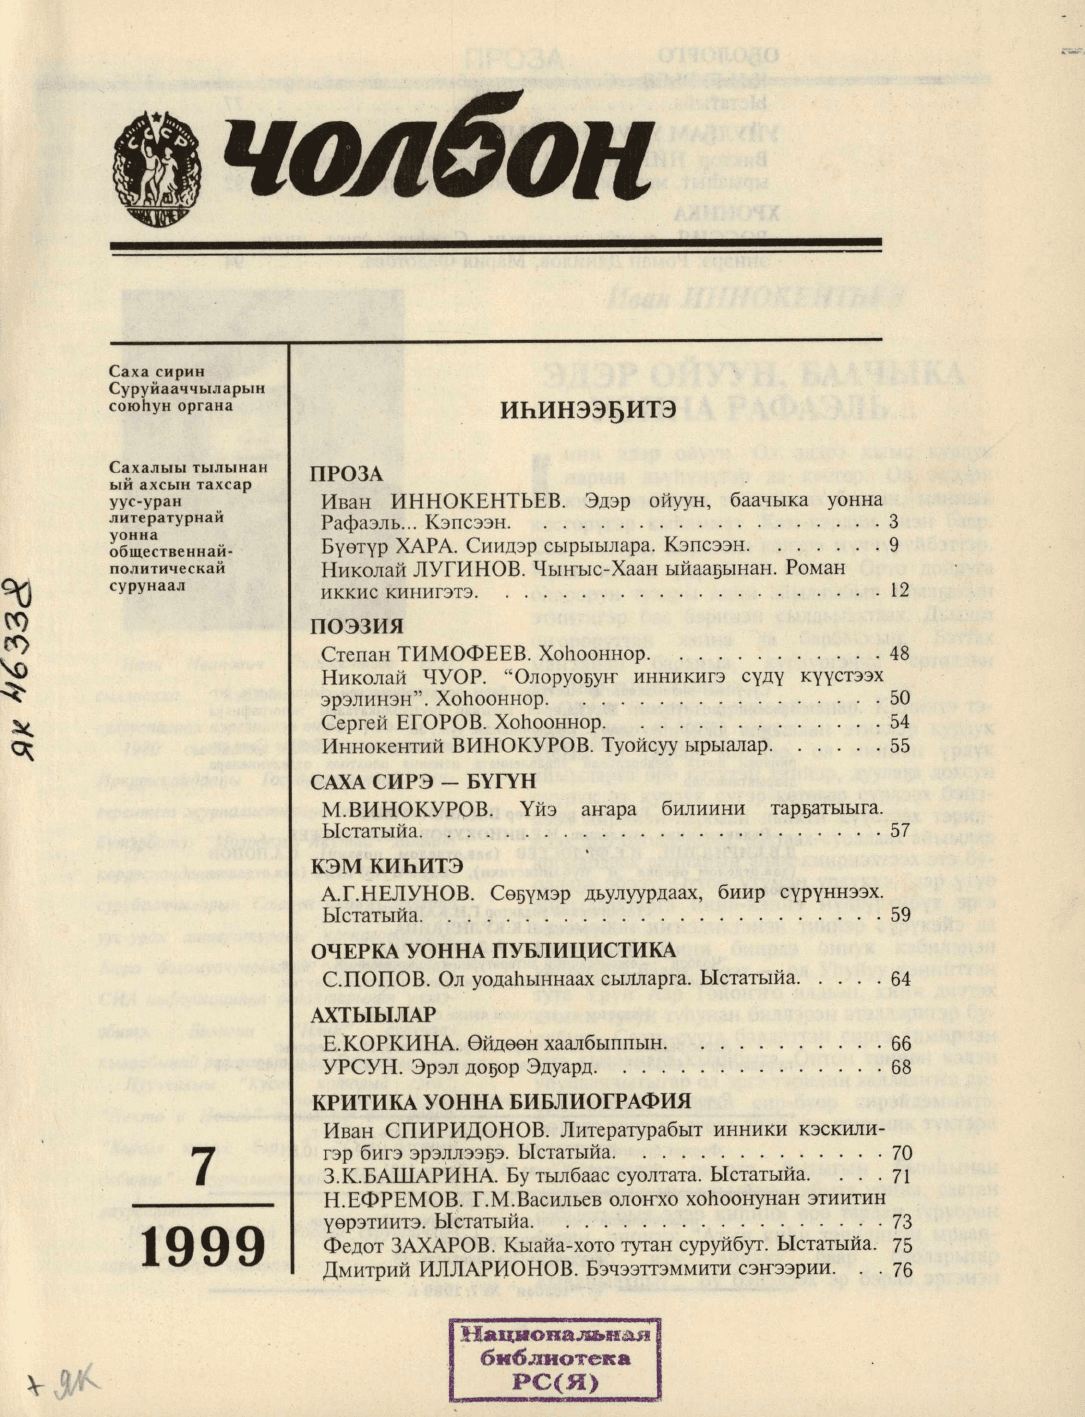 СССР
чолбон
Саха сирин
Суруйааччыларын
союһун органа
Сахалыы тылынан
ый ахсын тахсар
уус-уран
литературнай
уонна
общественнай-
политическай
сурунаал
7
1999
ИҺИНЭЭҔИТЭ
ПРОЗА
Иван ИННОКЕНТЬЕВ. Эдэр ойуун, баачыка уонна
Рафаэль... Кэпсээн. . . . . . . . . . . . . . . . 3
Бүөтүр ХАРА. Сиидэр сырыылара. Кэпсээн. . . . . . . 9
Николай ЛУГИНОВ. Чыҥыс-Хаан ыйааҕынан. Роман
иккис кинигэтэ. . . . . . . . . . . . . . . . . . 12
ПОЭЗИЯ
Степан ТИМОФЕЕВ. Хоһооннор. . . . . . . . . . . 48
Николай ЧУОР. “Олоруоҕуҥ инникигэ сүдү күүстээх
эрэлинэн”. Хоһооннор. . . . . . . . . . . . . . . 50
Сергей ЕГОРОВ. Хоһооннор. . . . . . . . . . . . . 54
Иннокентий ВИНОКУРОВ. Туойсуу ырыалар. . . . . . 55
САХА СИРЭ — БҮГҮН
М.ВИНОКУРОВ. Үйэ аҥара билиини тарҕатыыга.
Ыстатыйа. . . . . . . . . . . . . . . . . . . . . 57
КЭМ КИҺИТЭ
А.Г.НЕЛУНОВ. Сөҕүмэр дьулуурдаах, биир сүрүннээх.
Ыстатыйа. . . . . . . . . . . . . . . . . . . . . 59
ОЧЕРКА УОННА ПУБЛИЦИСТИКА
С.ПОПОВ. Ол уодаһыннаах сылларга. Ыстатыйа. . . . . 64
АХТЫЫЛАР
Е.КОРКИНА. Өйдөөн хаалбыппын. . . . . . . . . . . 66
УРСУН. Эрэл доҕор Эдуард. . . . . . . . . . . . . 68
КРИТИКА УОННА БИБЛИОГРАФИЯ
Иван СПИРИДОНОВ. Литературабыт инники кэскили-
гэр бигэ эрэллээҕэ. Ыстатыйа. . . . . . . . . . . . 70
З.К.БАШАРИНА. Бу тылбаас суолтата. Ыстатыйа. . . . 71
Н.ЕФРЕМОВ. Г.М.Васильев олоҥхо хоһоонунан этиитин
үөрэтиитэ. Ыстатыйа. . . . . . . . . . . . . . . . 73
Федот ЗАХАРОВ. Кыайа-хото тутан суруйбут. Ыстатыйа. 75
Дмитрий ИЛЛАРИОНОВ. Бэчээттэммити сэҥээрии. . . 76
ЯК 46338
+ ЯК
Национальная
библиотека
РС(Я)